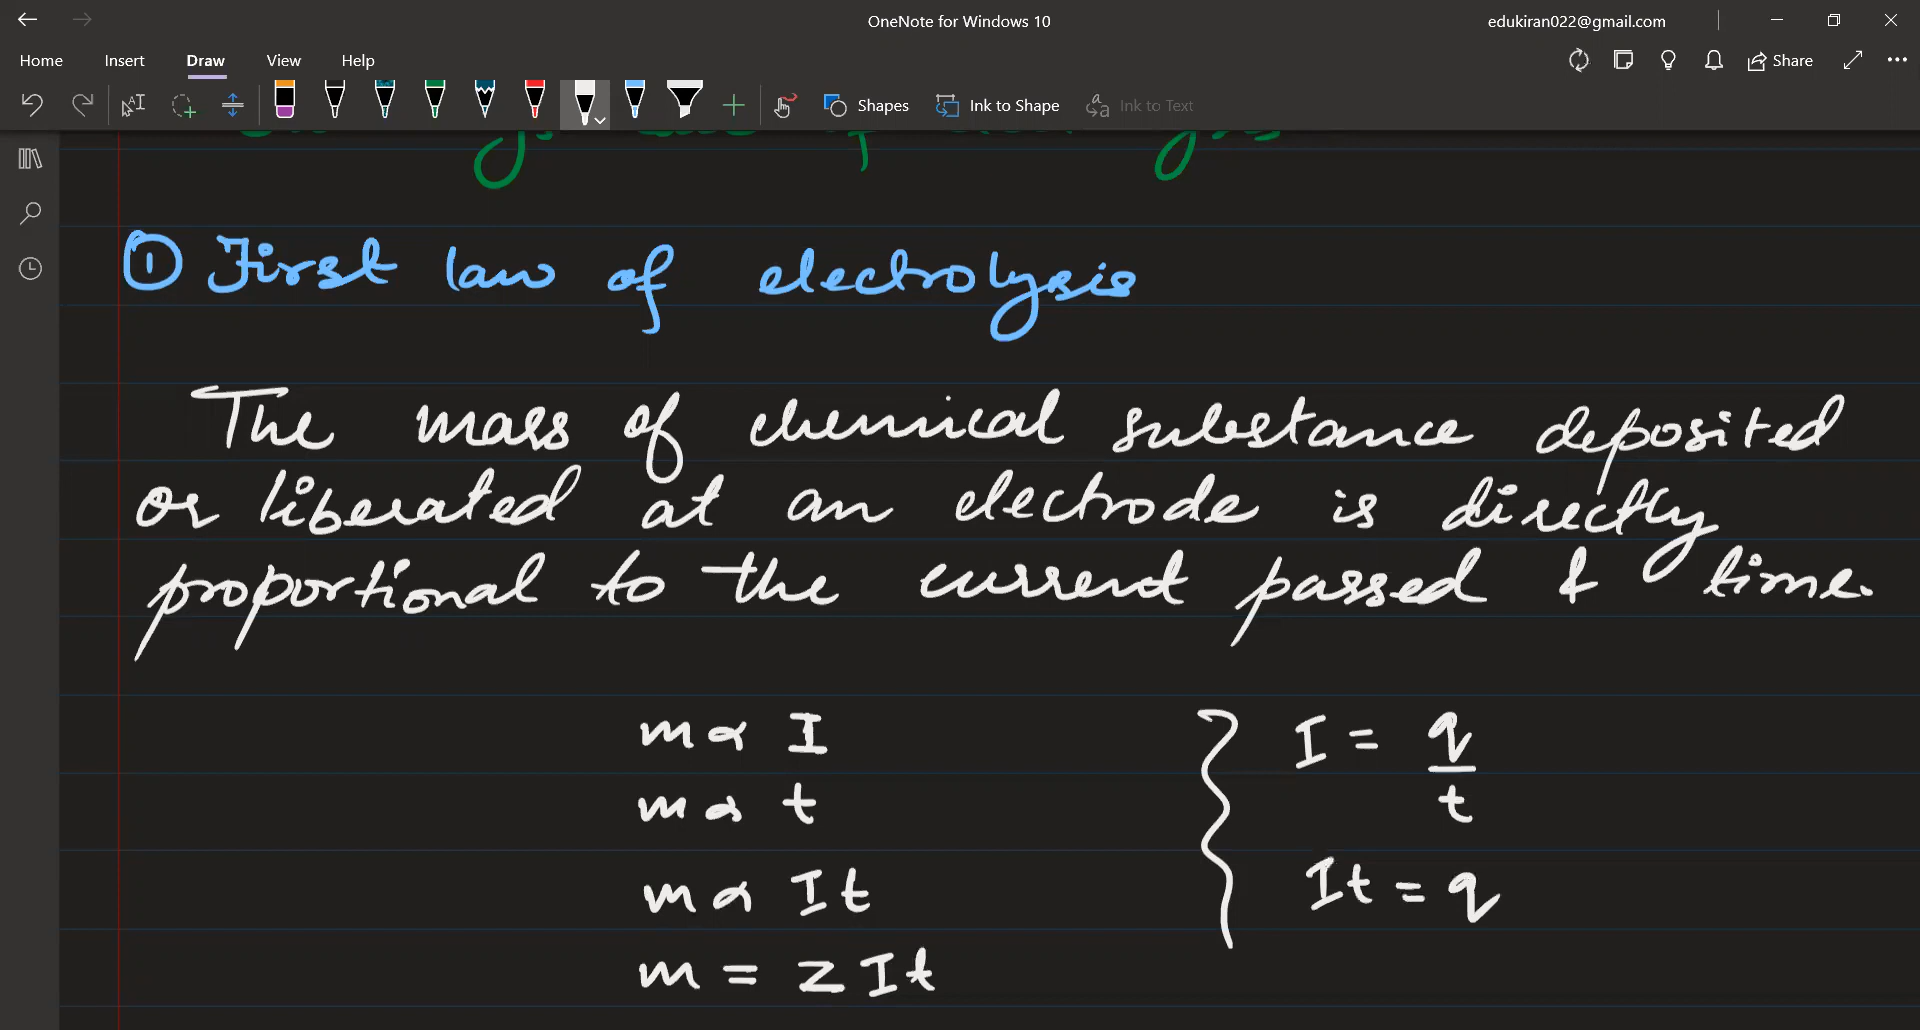 OneNote for Windows 10
edukiran022@gmail.com
Home Insert Draw View Help
Share
Shapes Ink to Shape Ink to Text
① First law of electrolysis
The mass of chemical substance deposited
or liberated at an electrode is directly
proportional to the current passed & time.
m ∝ I
m ∝ t
m ∝ It
m = Z I t
I = q/t
It = q